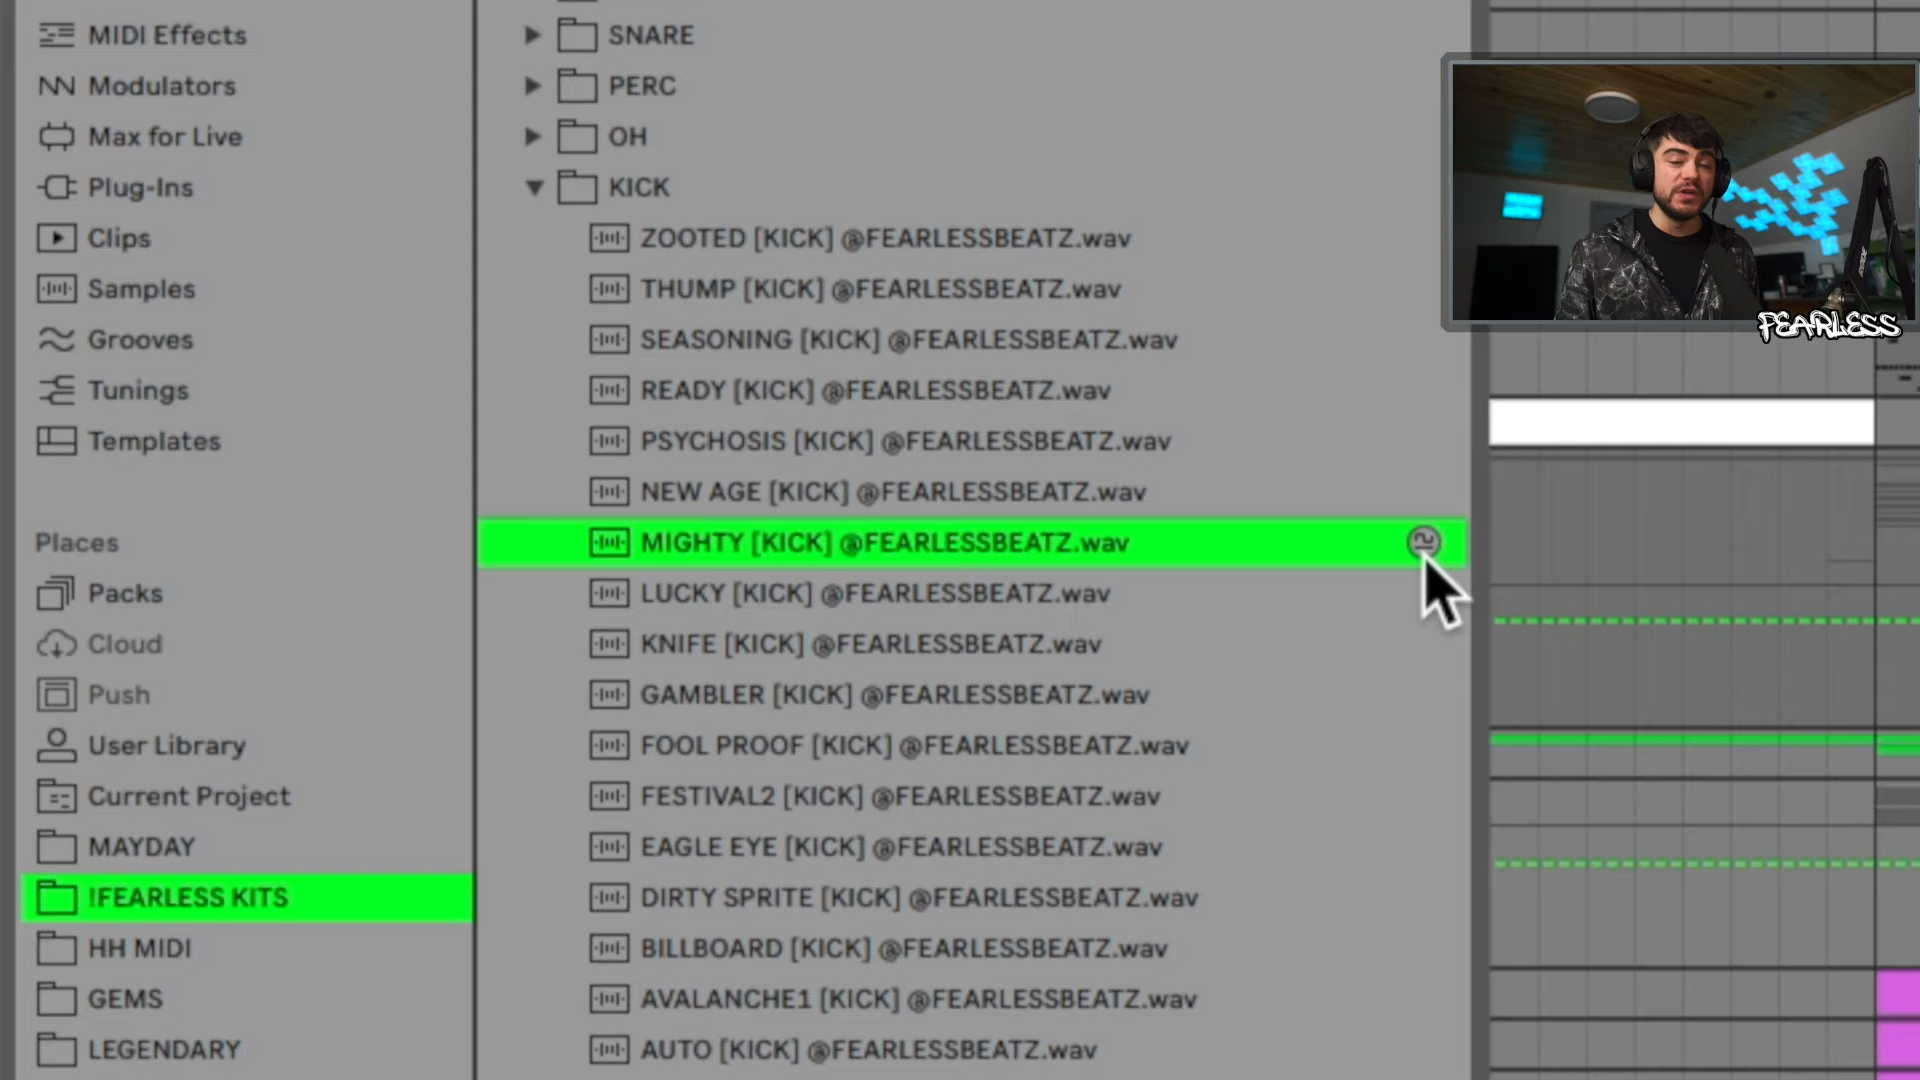 MIDI Effects
Modulators
Max for Live
Plug-Ins
Clips
Samples
Grooves
Tunings
Templates
Places
Packs
Cloud
Push
User Library
Current Project
MAYDAY
!FEARLESS KITS
HH MIDI
GEMS
LEGENDARY
SNARE
PERC
OH
KICK
ZOOTED [KICK] @FEARLESSBEATZ.wav
THUMP [KICK] @FEARLESSBEATZ.wav
SEASONING [KICK] @FEARLESSBEATZ.wav
READY [KICK] @FEARLESSBEATZ.wav
PSYCHOSIS [KICK] @FEARLESSBEATZ.wav
NEW AGE [KICK] @FEARLESSBEATZ.wav
MIGHTY [KICK] @FEARLESSBEATZ.wav
LUCKY [KICK] @FEARLESSBEATZ.wav
KNIFE [KICK] @FEARLESSBEATZ.wav
GAMBLER [KICK] @FEARLESSBEATZ.wav
FOOL PROOF [KICK] @FEARLESSBEATZ.wav
FESTIVAL2 [KICK] @FEARLESSBEATZ.wav
EAGLE EYE [KICK] @FEARLESSBEATZ.wav
DIRTY SPRITE [KICK] @FEARLESSBEATZ.wav
BILLBOARD [KICK] @FEARLESSBEATZ.wav
AVALANCHE1 [KICK] @FEARLESSBEATZ.wav
AUTO [KICK] @FEARLESSBEATZ.wav
FEARLESS